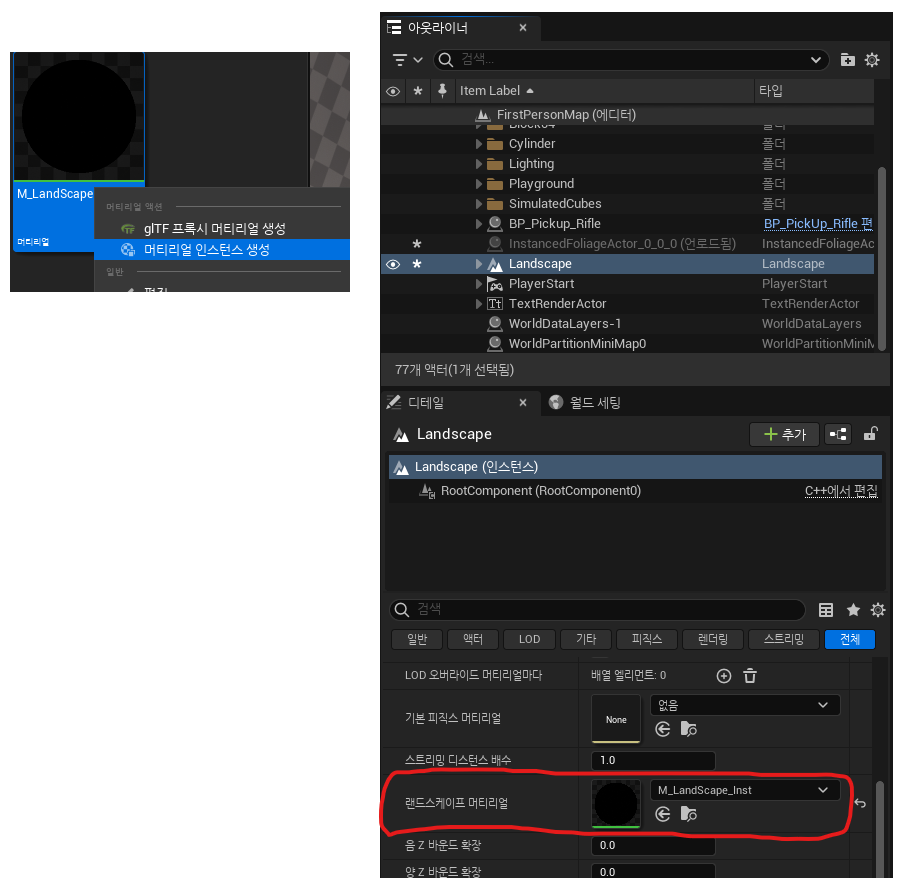 M_LandScape
머티리얼
머티리얼 액션
glTF 프록시 머티리얼 생성
머티리얼 인스턴스 생성
일반
편집
아웃라이너
검색...
Item Label
타입
FirstPersonMap (에디터)
폴더
Cylinder 폴더
Lighting 폴더
Playground 폴더
SimulatedCubes 폴더
BP_Pickup_Rifle BP_PickUp_Rifle 편
InstancedFoliageActor_0_0_0 (언로드됨) InstancedFoliageAc
Landscape Landscape
PlayerStart PlayerStart
TextRenderActor TextRenderActor
WorldDataLayers-1 WorldDataLayers
WorldPartitionMiniMap0 WorldPartitionMiniM
77개 액터(1개 선택됨)
디테일 월드 세팅
Landscape 추가
Landscape (인스턴스)
RootComponent (RootComponent0) C++에서 편집
검색
일반 액터 LOD 기타 피직스 렌더링 스트리밍 전체
LOD 오버라이드 머티리얼마다 배열 엘리먼트: 0
기본 피직스 머티리얼 None 없음
스트리밍 디스턴스 배수 1.0
랜드스케이프 머티리얼 M_LandScape_Inst
음 Z 바운드 확장 0.0
양 Z 바운드 확장 0.0